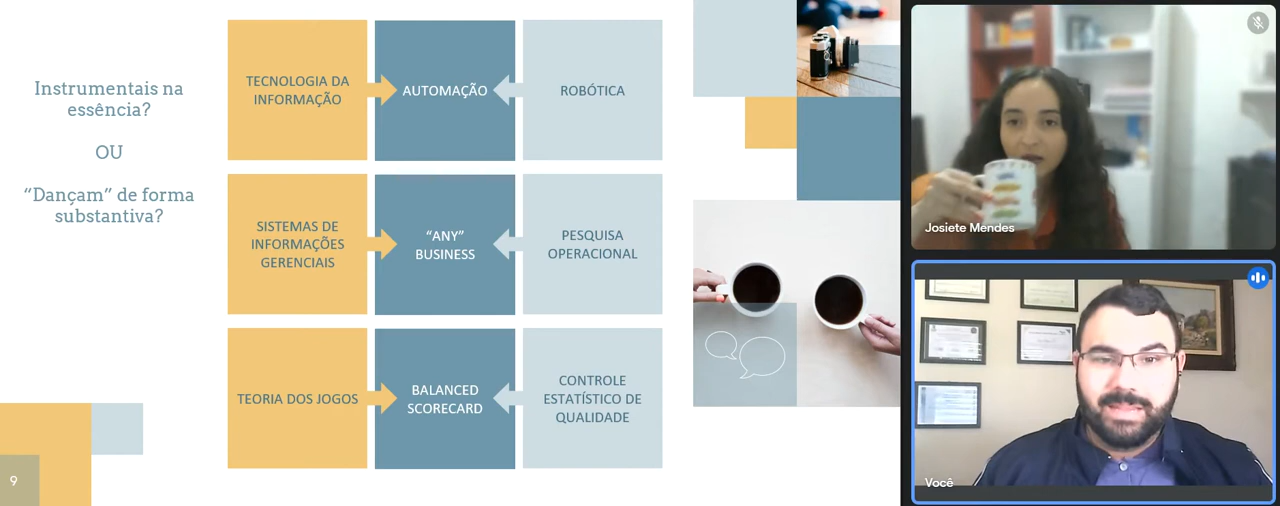 Instrumentais na
essência?
OU
“Dançam” de forma
substantiva?
TECNOLOGIA DA
INFORMAÇÃO
AUTOMAÇÃO
ROBÓTICA
SISTEMAS DE
INFORMAÇÕES
GERENCIAIS
“ANY”
BUSINESS
PESQUISA
OPERACIONAL
TEORIA DOS JOGOS
BALANCED
SCORECARD
CONTROLE
ESTATÍSTICO DE
QUALIDADE
9
Josiete Mendes
Você